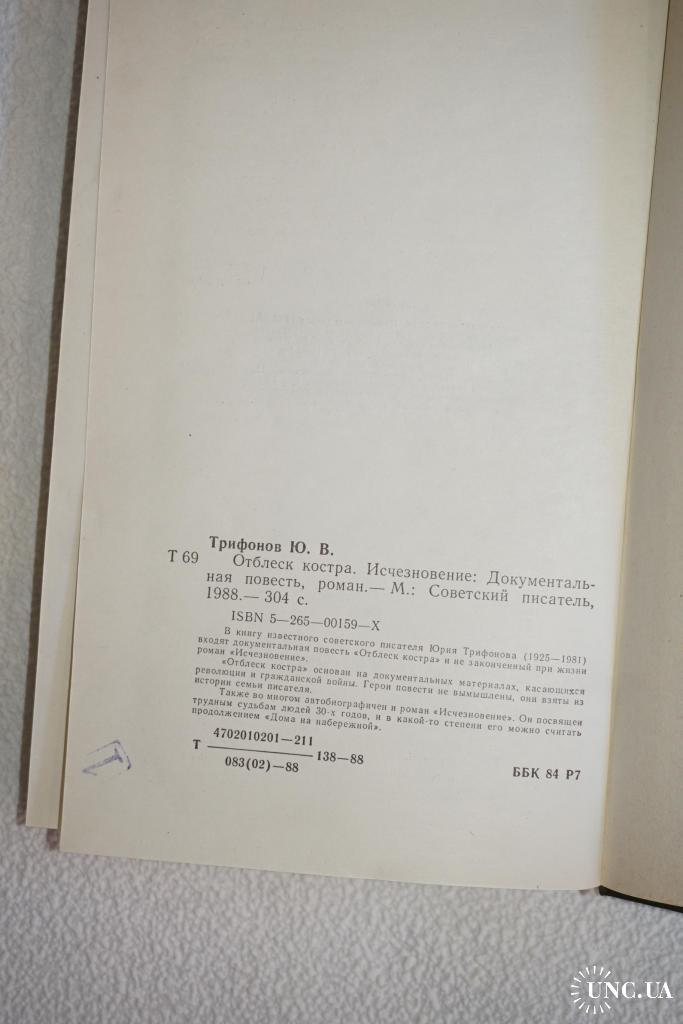 Трифонов Ю. В.
Т 69 Отблеск костра. Исчезновение: Документаль-
ная повесть, роман.— М.: Советский писатель,
1988.— 304 с.
ISBN 5—265—00159—X
В книгу известного советского писателя Юрия Трифонова (1925—1981)
входят документальная повесть «Отблеск костра» и не законченный при жизни
роман «Исчезновение».
«Отблеск костра» основан на документальных материалах, касающихся
революции и гражданской войны. Герои повести не вымышлены, они взяты из
истории семьи писателя.
Также во многом автобиографичен и роман «Исчезновение». Он посвящен
трудным судьбам людей 30-х годов, и в какой-то степени его можно считать
продолжением «Дома на набережной».
4702010201—211
Т 138—88
083(02)—88
ББК 84 Р7
UNC.UA